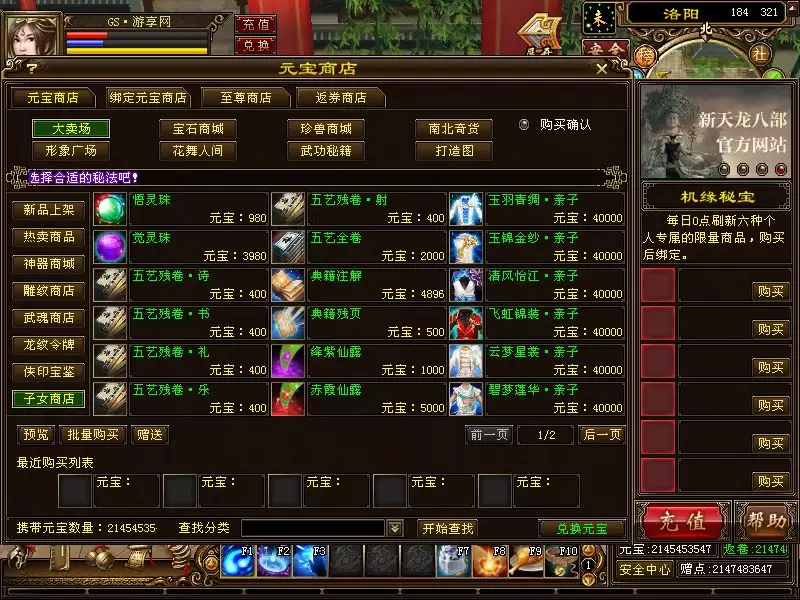 GS·游享网
充值
兑换
未
安全
洛阳 184 321
北
榜
社
?
元宝商店
元宝商店 绑定元宝商店 至尊商店 返券商店
大卖场 宝石商城 珍兽商城 南北奇货 购买确认
形象广场 花舞人间 武功秘籍 打造图
选择合适的秘法吧!
新品上架
热卖商品
神器商城
雕纹商店
武魂商店
龙纹令牌
侠印宝鉴
子女商店
悟灵珠
元宝:980
五艺残卷·射
元宝:400
玉羽青绸·亲子
元宝:40000
觉灵珠
元宝:3980
五艺全卷
元宝:2000
玉锦金纱·亲子
元宝:40000
五艺残卷·诗
元宝:400
典籍注解
元宝:4896
清风怡江·亲子
元宝:40000
五艺残卷·书
元宝:400
典籍残页
元宝:500
飞虹锦装·亲子
元宝:40000
五艺残卷·礼
元宝:400
绛紫仙露
元宝:1000
云梦星裳·亲子
元宝:40000
五艺残卷·乐
元宝:400
赤霞仙露
元宝:5000
碧梦莲华·亲子
元宝:40000
预览 批量购买 赠送 前一页 1/2 后一页
最近购买列表
元宝: 元宝: 元宝: 元宝: 元宝:
携带元宝数量:21454535 查找分类 开始查找 兑换元宝
新天龙八部
官方网站
机缘秘宝
每日0点刷新六种个
人专属的限量商品,购买
后绑定。
购买
购买
购买
购买
购买
购买
充值 帮助
元宝:2145453547 返卷:21474
安全中心 赠点:2147483647
F1 F2 F3 F7 F8 F9 F10 1